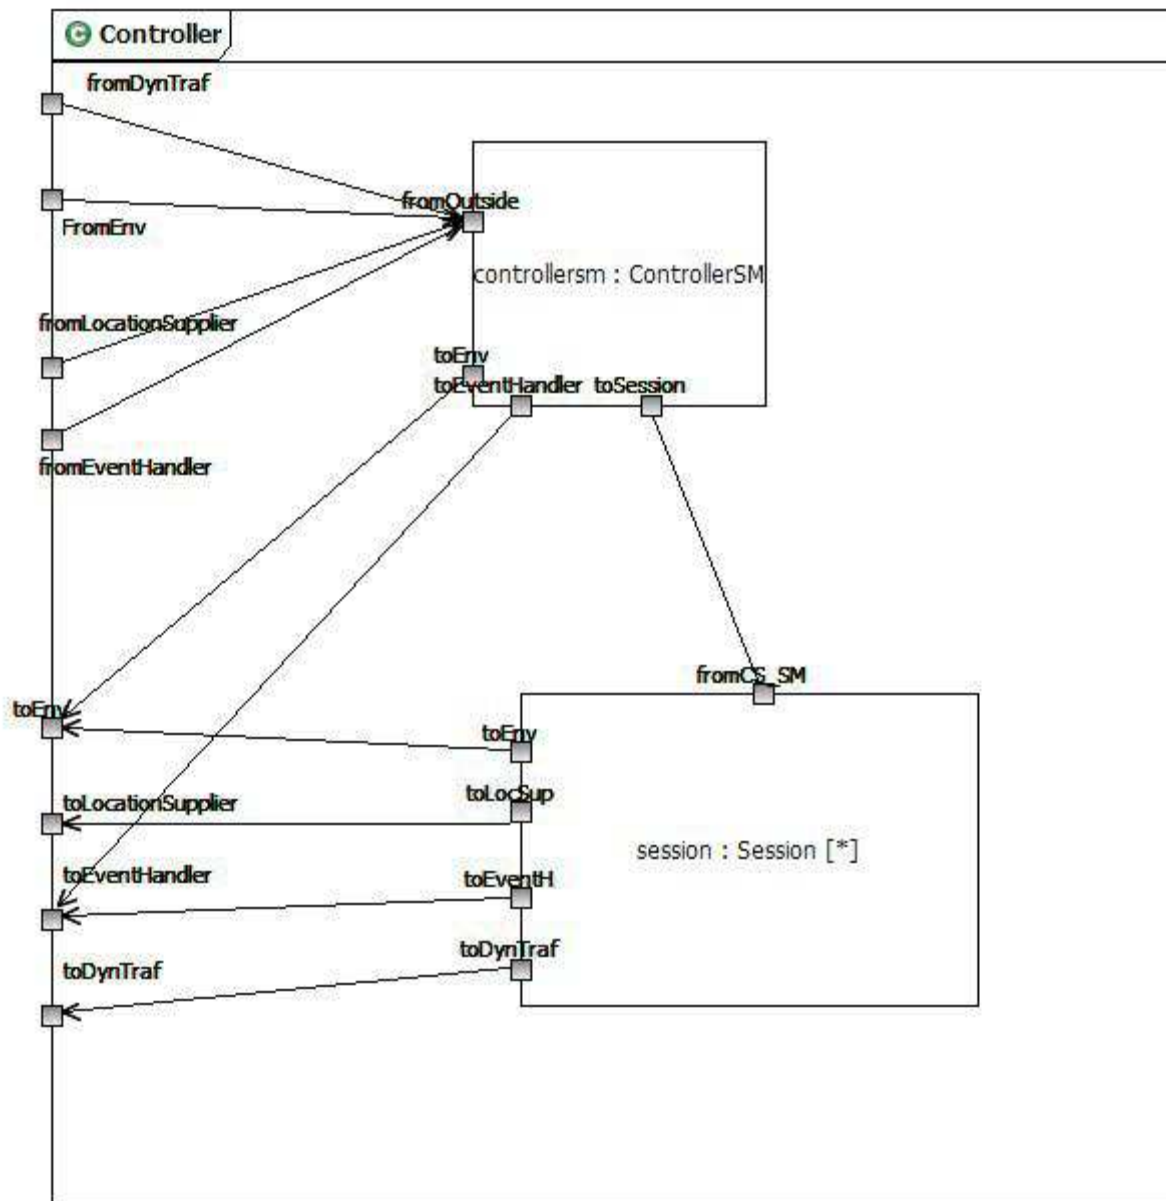 Controller
fromDynTraf
fromOutside
FromEnv
controllersm : ControllerSM
fromLocationSupplier
toEnv
toEventHandler toSession
fromEventHandler
fromCS_SM
toEnv
toEnv
toLocSup
toLocationSupplier
session : Session [*]
toEventHandler
toEventH
toDynTraf
toDynTraf